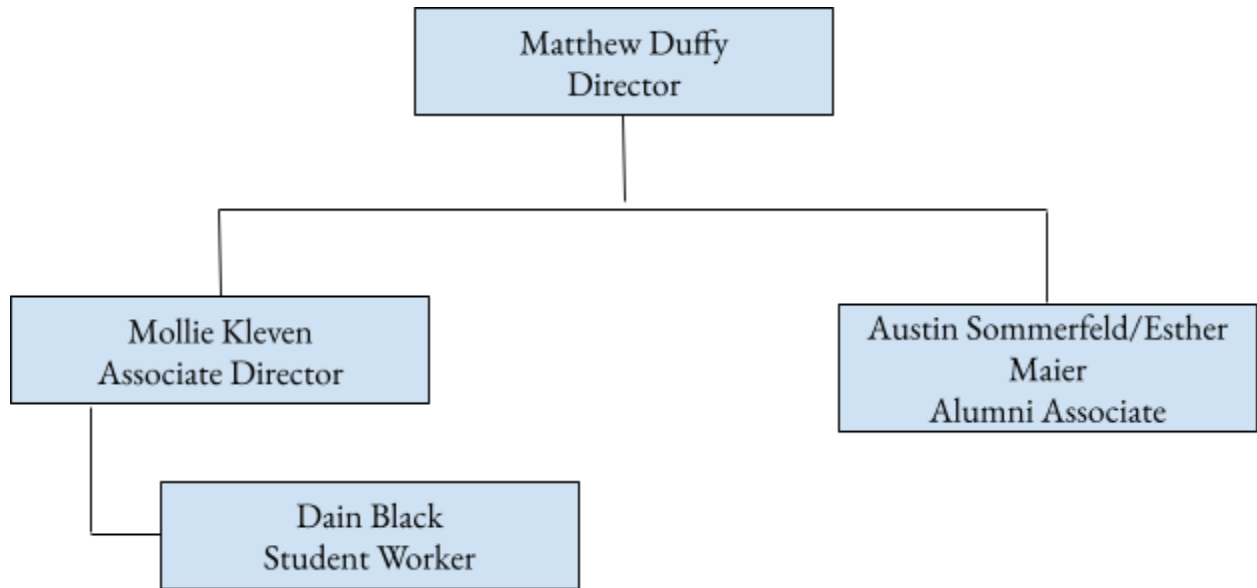 Matthew Duffy
Director
Mollie Kleven
Associate Director
Austin Sommerfeld/Esther
Maier
Alumni Associate
Dain Black
Student Worker